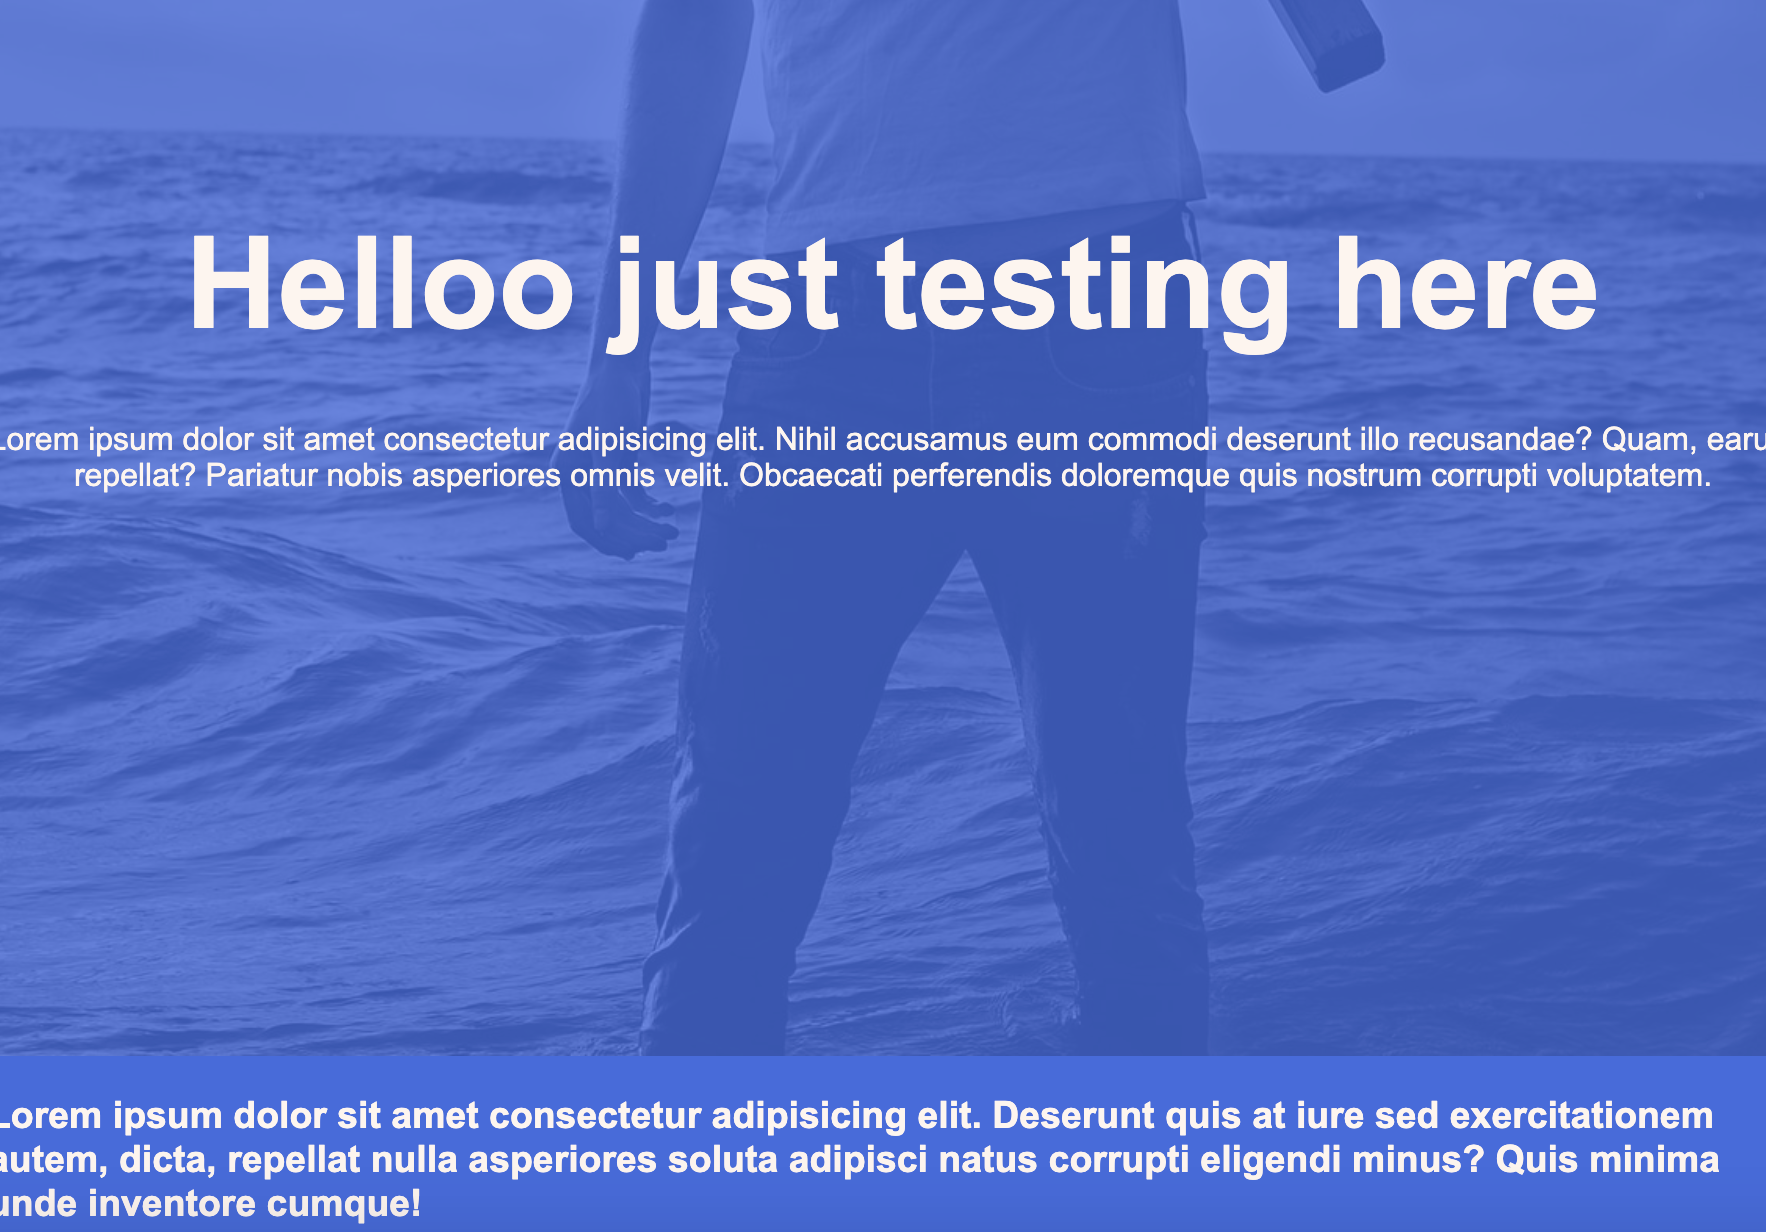 Helloo just testing here
Lorem ipsum dolor sit amet consectetur adipisicing elit. Nihil accusamus eum commodi deserunt illo recusandae? Quam, earu
repellat? Pariatur nobis asperiores omnis velit. Obcaecati perferendis doloremque quis nostrum corrupti voluptatem.
Lorem ipsum dolor sit amet consectetur adipisicing elit. Deserunt quis at iure sed exercitationem
autem, dicta, repellat nulla asperiores soluta adipisci natus corrupti eligendi minus? Quis minima
unde inventore cumque!